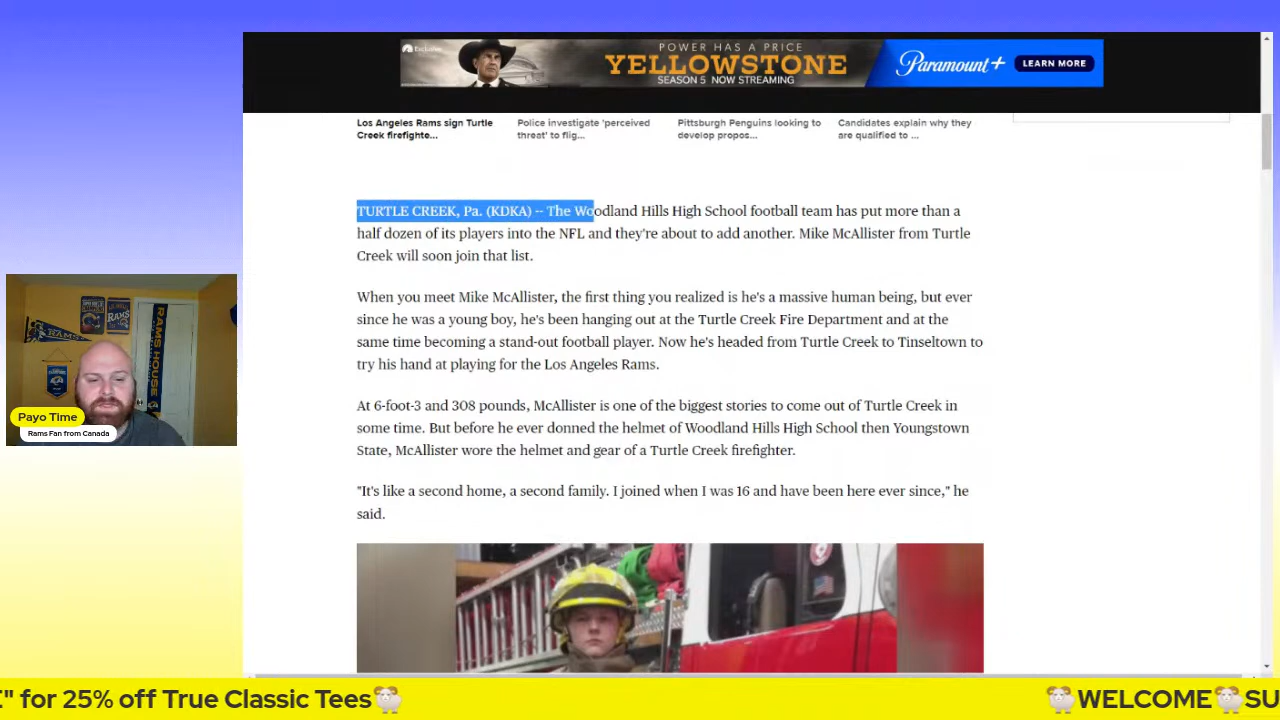 Exclusive
POWER HAS A PRICE
YELLOWSTONE
SEASON 5 NOW STREAMING
Paramount+
LEARN MORE
Los Angeles Rams sign Turtle
Creek firefighte...
Police investigate 'perceived
threat' to flig...
Pittsburgh Penguins looking to
develop propos...
Candidates explain why they
are qualified to ...
TURTLE CREEK, Pa. (KDKA) -- The Woodland Hills High School football team has put more than a
half dozen of its players into the NFL and they're about to add another. Mike McAllister from Turtle
Creek will soon join that list.
When you meet Mike McAllister, the first thing you realized is he's a massive human being, but ever
since he was a young boy, he's been hanging out at the Turtle Creek Fire Department and at the
same time becoming a stand-out football player. Now he's headed from Turtle Creek to Tinseltown to
try his hand at playing for the Los Angeles Rams.
At 6-foot-3 and 308 pounds, McAllister is one of the biggest stories to come out of Turtle Creek in
some time. But before he ever donned the helmet of Woodland Hills High School then Youngstown
State, McAllister wore the helmet and gear of a Turtle Creek firefighter.
"It's like a second home, a second family. I joined when I was 16 and have been here ever since," he
said.
RAMS
RAMS
RAMS HOUSE
Payo Time
Rams Fan from Canada
E" for 25% off True Classic Tees🐏
🐏WELCOME🐏SU